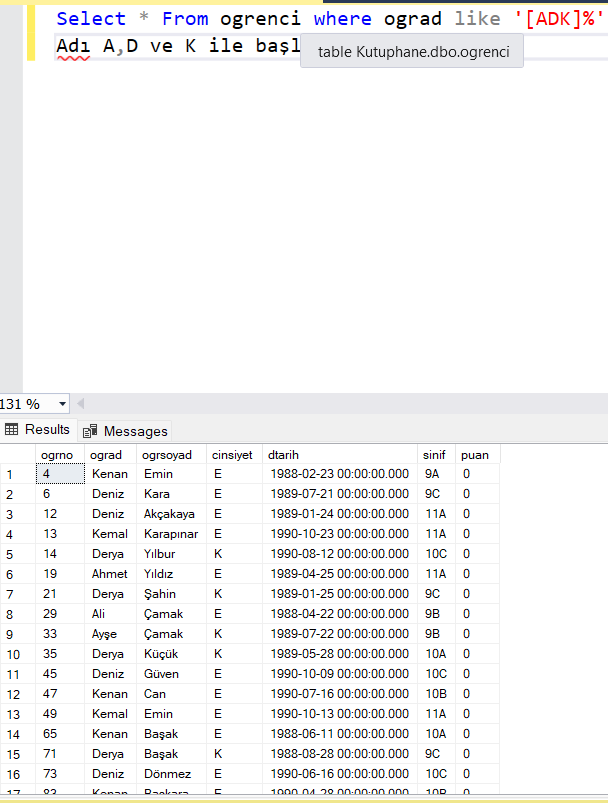 Select * From ogrenci where ograd like '[ADK]%'
Adı A,D ve K ile başl
table Kutuphane.dbo.ogrenci
131 %
Results Messages
ogrno ograd ogrsoyad cinsiyet dtarih sinif puan
1 4 Kenan Emin E 1988-02-23 00:00:00.000 9A 0
2 6 Deniz Kara E 1989-07-21 00:00:00.000 9C 0
3 12 Deniz Akçakaya E 1989-01-24 00:00:00.000 11A 0
4 13 Kemal Karapınar E 1990-10-23 00:00:00.000 11A 0
5 14 Derya Yılbur K 1990-08-12 00:00:00.000 10C 0
6 19 Ahmet Yıldız E 1989-04-25 00:00:00.000 11A 0
7 21 Derya Şahin K 1989-01-25 00:00:00.000 9C 0
8 29 Ali Çamak E 1988-04-22 00:00:00.000 9B 0
9 33 Ayşe Çamak K 1989-07-22 00:00:00.000 9B 0
10 35 Derya Küçük K 1989-05-28 00:00:00.000 10A 0
11 45 Deniz Güven E 1990-10-09 00:00:00.000 10C 0
12 47 Kenan Can E 1990-07-16 00:00:00.000 10B 0
13 49 Kemal Emin E 1990-10-13 00:00:00.000 11A 0
14 65 Kenan Başak E 1988-06-11 00:00:00.000 10A 0
15 71 Derya Başak K 1988-08-28 00:00:00.000 9C 0
16 73 Deniz Dönmez E 1990-06-16 00:00:00.000 10C 0
17 83 Kenan Başkara E 1990-04-28 00:00:00.000 10B 0